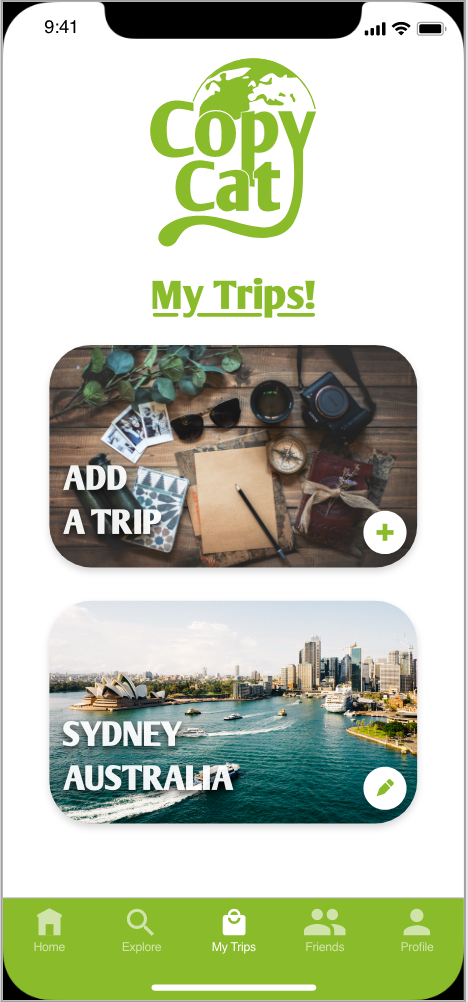 9:41
Copy
Cat
My Trips!
ADD
A TRIP
SYDNEY
AUSTRALIA
Home
Explore
My Trips
Friends
Profile